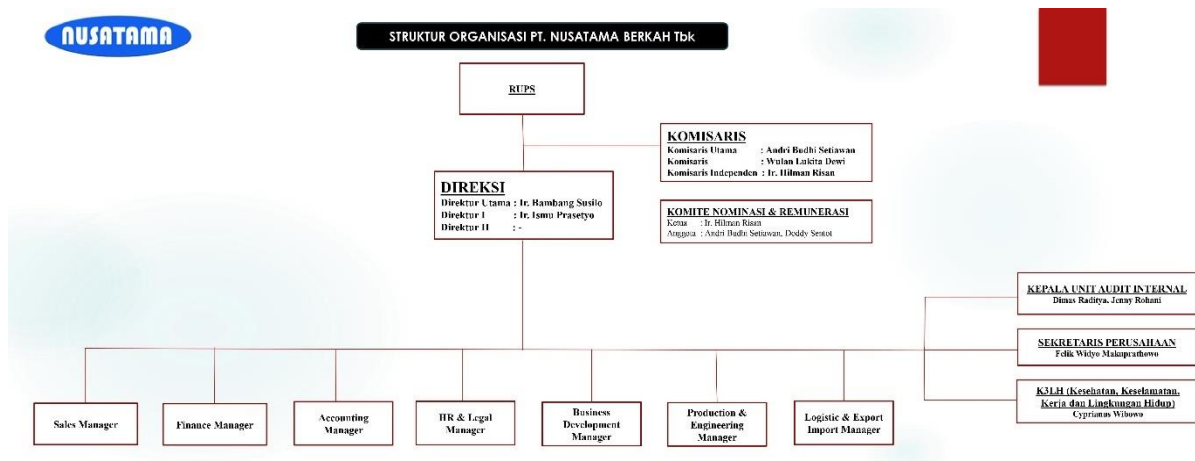 NUSATAMA
STRUKTUR ORGANISASI PT. NUSATAMA BERKAH Tbk
RUPS
KOMISARIS
Komisaris Utama : Andri Budhi Setiawan
Komisaris : Wulan Lukita Dewi
Komisaris Independen : Ir. Hilman Risan
DIREKSI
Direktur Utama : Ir. Bambang Susilo
Direktur I : Ir. Ismu Prasetyo
Direktur II : -
KOMITE NOMINASI & REMUNERASI
Ketua : Ir. Hilman Risan
Anggota : Andri Budhi Setiawan, Deddy Sentot
KEPALA UNIT AUDIT INTERNAL
Dimas Raditya, Jenny Rohani
SEKRETARIS PERUSAHAAN
Felik Widyo Makuprathowo
K3LH (Kesehatan, Keselamatan,
Kerja dan Lingkungan Hidup)
Cyprianus Wibowo
Sales Manager
Finance Manager
Accounting
Manager
HR & Legal
Manager
Business
Development
Manager
Production &
Engineering
Manager
Logistic & Export
Import Manager